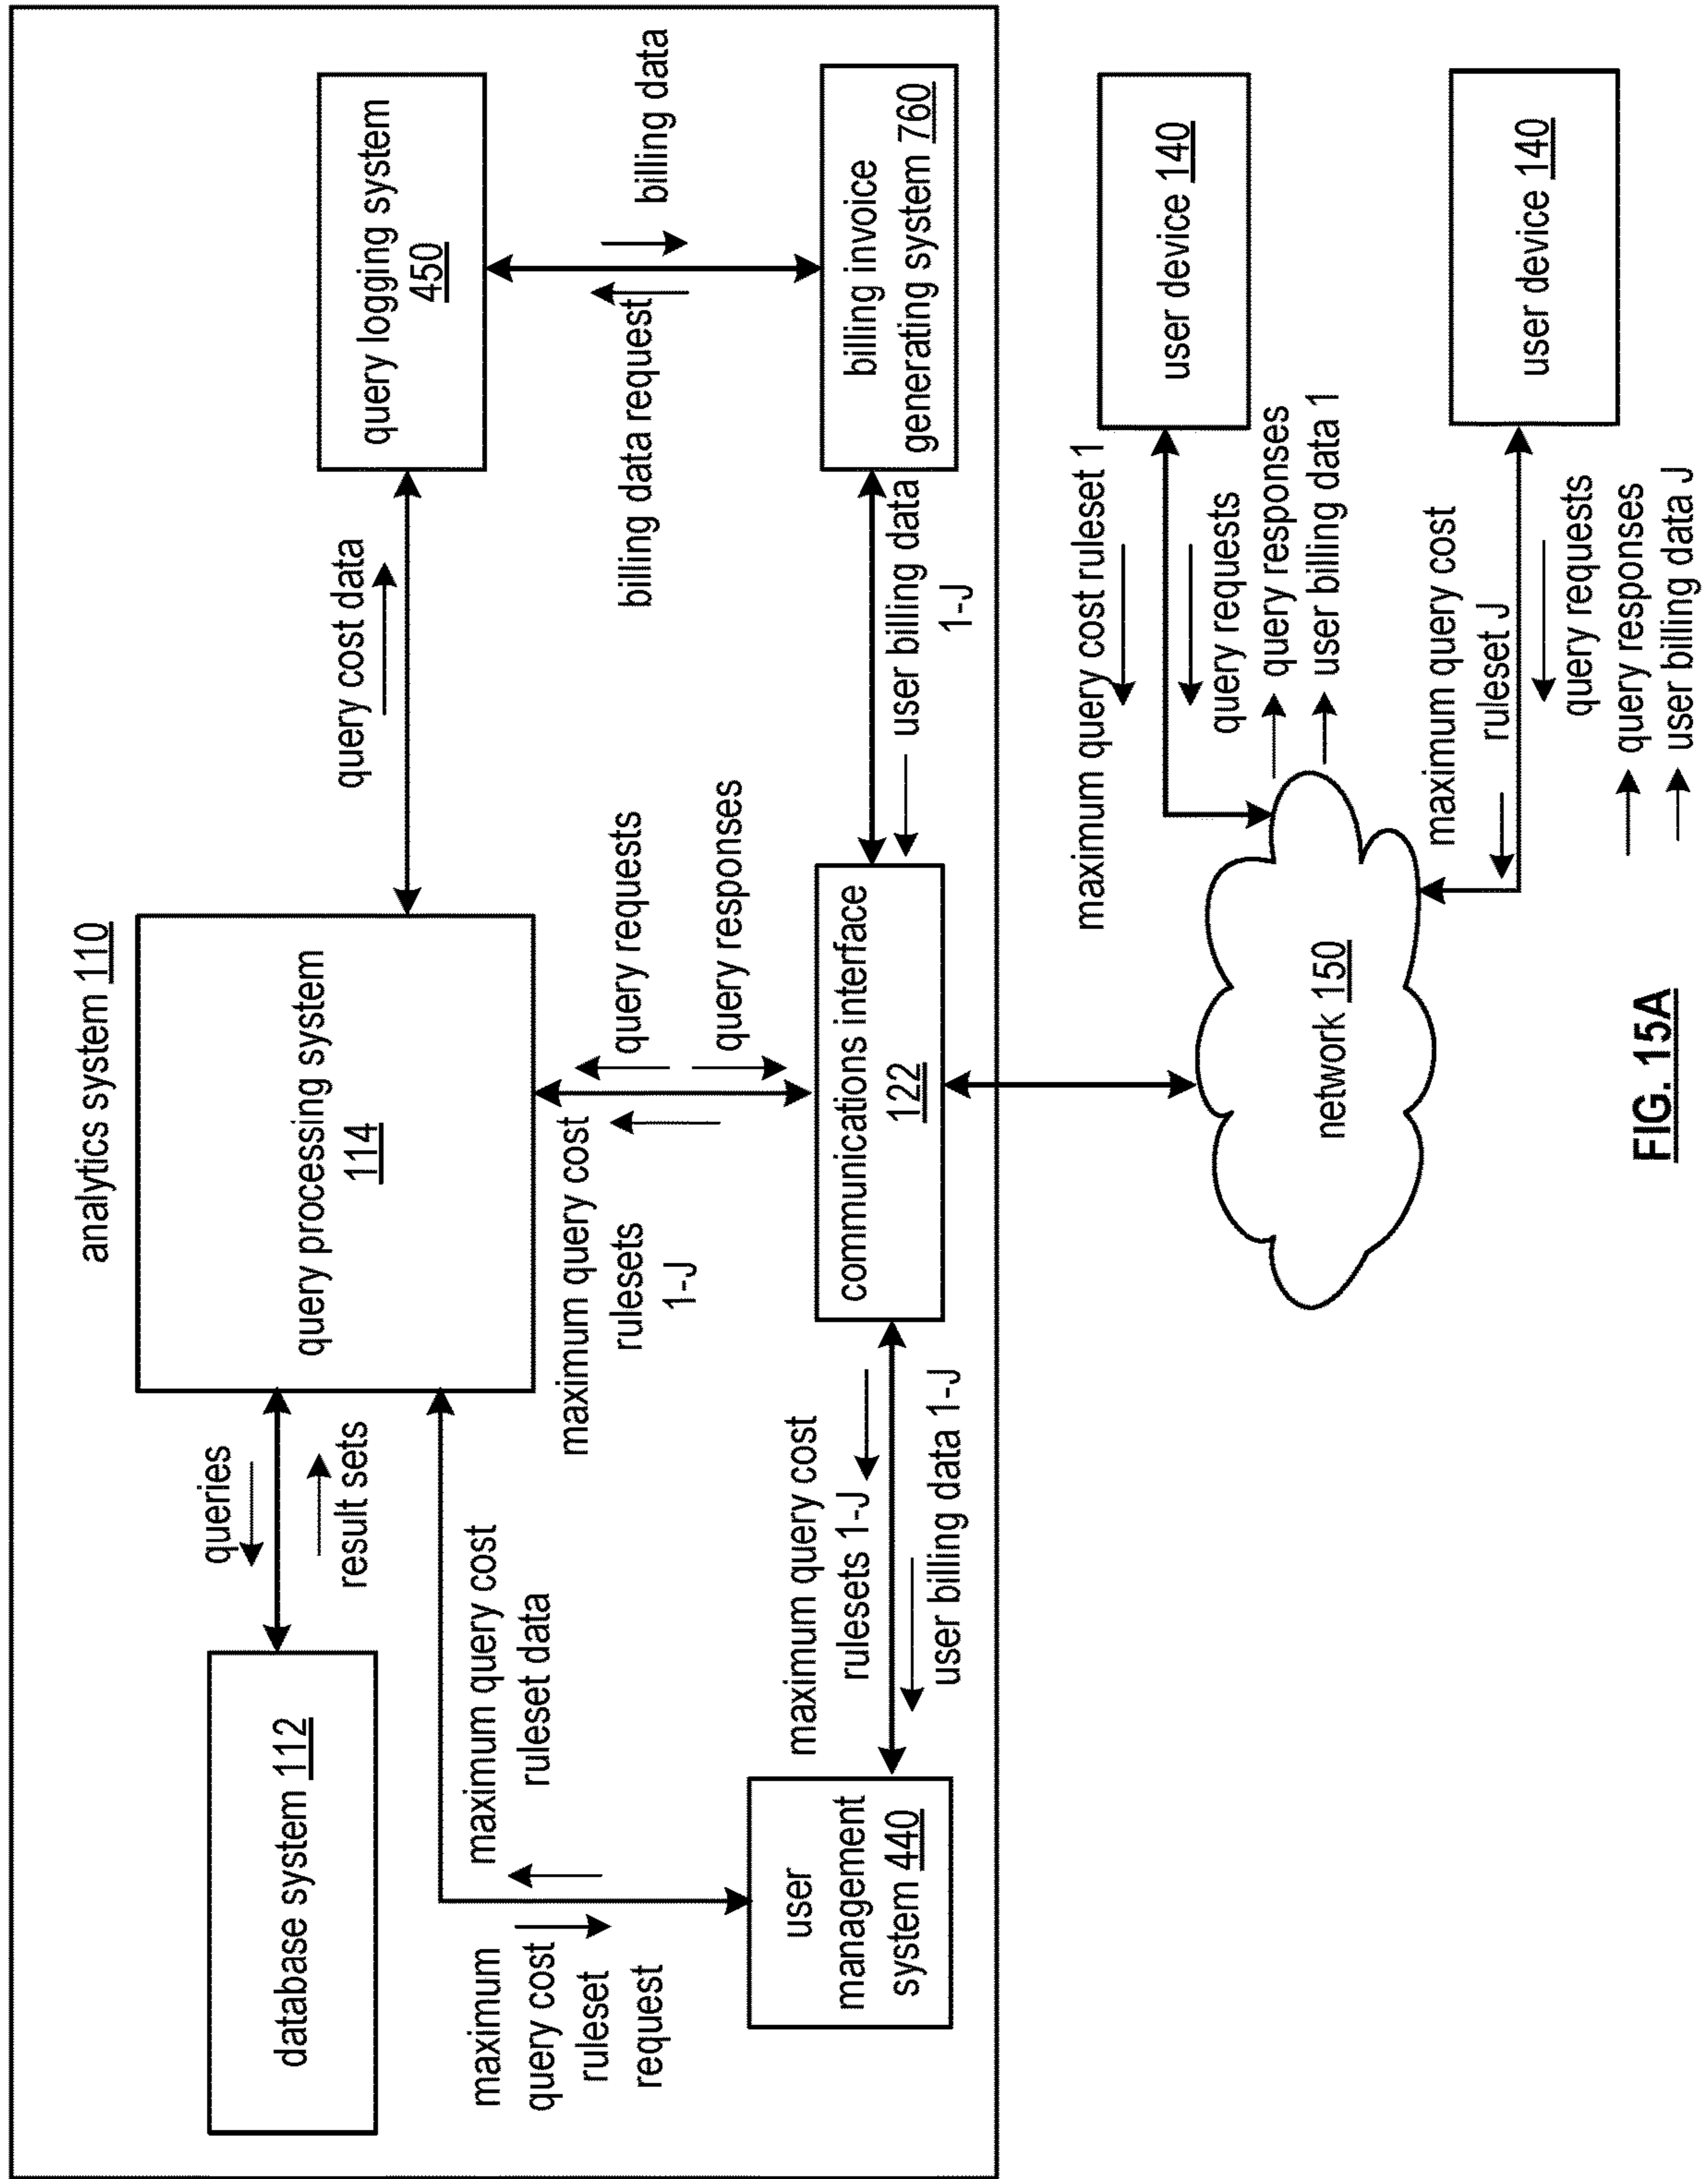 analytics system 110
database system 112
queries
result sets
query processing system
114
query cost data
query logging system
450
maximum query cost
ruleset data
maximum
query cost
ruleset
request
maximum query cost
rulesets
1-J
query requests
query responses
billing data request
billing data
user
management
system 440
maximum query cost
rulesets 1-J
user billing data 1-J
communications interface
122
user billing data
1-J
billing invoice
generating system 760
maximum query cost ruleset 1
query requests
query responses
user billing data 1
user device 140
network 150
maximum query cost
ruleset J
query requests
query responses
user billing data J
user device 140
FIG. 15A